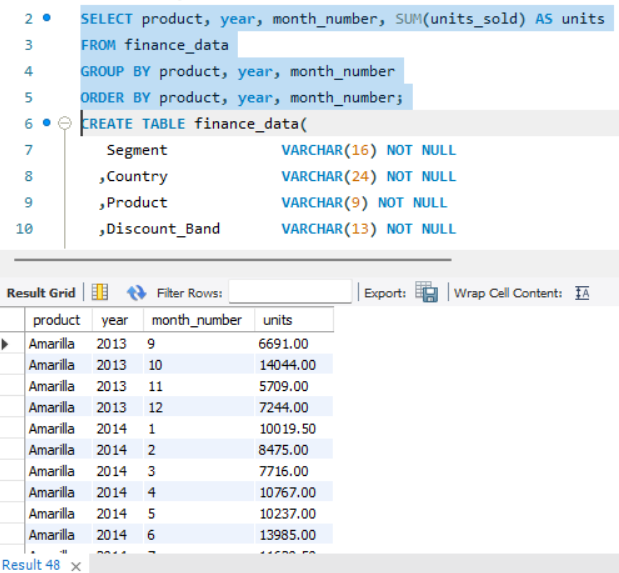 2 SELECT product, year, month_number, SUM(units_sold) AS units
3 FROM finance_data
4 GROUP BY product, year, month_number
5 ORDER BY product, year, month_number;
6 CREATE TABLE finance_data(
7 Segment VARCHAR(16) NOT NULL
8 ,Country VARCHAR(24) NOT NULL
9 ,Product VARCHAR(9) NOT NULL
10 ,Discount_Band VARCHAR(13) NOT NULL
Result Grid Filter Rows: Export: Wrap Cell Content: IA
product year month_number units
Amarilla 2013 9 6691.00
Amarilla 2013 10 14044.00
Amarilla 2013 11 5709.00
Amarilla 2013 12 7244.00
Amarilla 2014 1 10019.50
Amarilla 2014 2 8475.00
Amarilla 2014 3 7716.00
Amarilla 2014 4 10767.00
Amarilla 2014 5 10237.00
Amarilla 2014 6 13985.00
Result 48